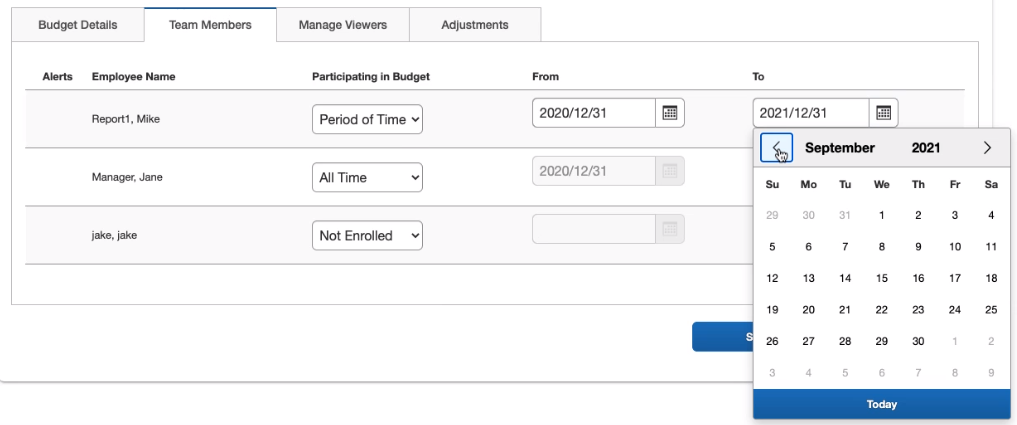 Budget Details Team Members Manage Viewers Adjustments
Alerts Employee Name Participating in Budget From To
Report1, Mike Period of Time 2020/12/31 2021/12/31
Manager, Jane All Time 2020/12/31
jake, jake Not Enrolled
September 2021
Su Mo Tu We Th Fr Sa
29 30 31 1 2 3 4
5 6 7 8 9 10 11
12 13 14 15 16 17 18
19 20 21 22 23 24 25
26 27 28 29 30 1 2
3 4 5 6 7 8 9
Today